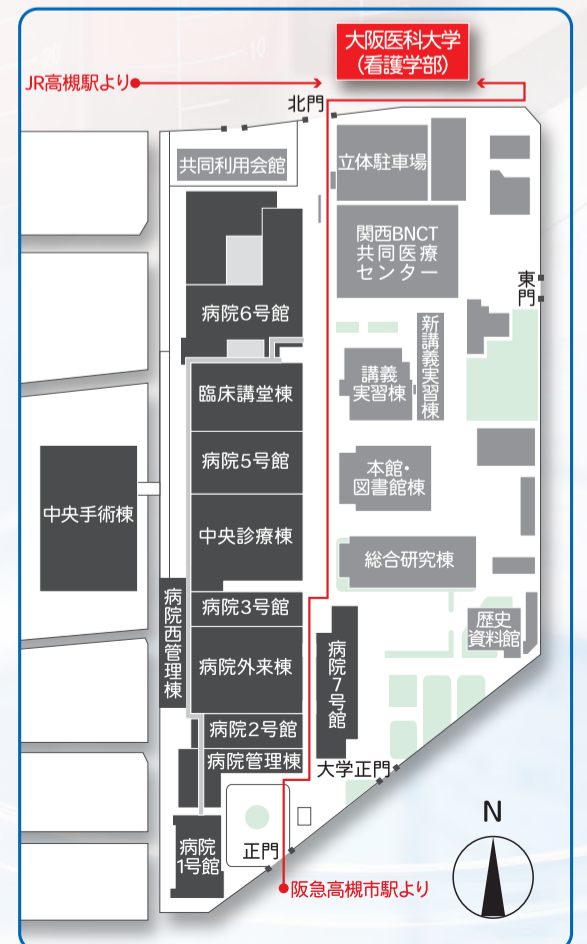 大阪医科大学
(看護学部)
JR高槻駅より
北門
共同利用会館
立体駐車場
関西BNCT
共同医療
センター
東門
病院6号館
新講義実習棟
講義
実習棟
臨床講堂棟
病院5号館
本館・
図書館棟
中央手術棟
中央診療棟
総合研究棟
病院西管理棟
病院3号館
歴史
資料館
病院外来棟
病院7号館
病院2号館
病院管理棟
大学正門
病院
1号館
正門
N
阪急高槻市駅より